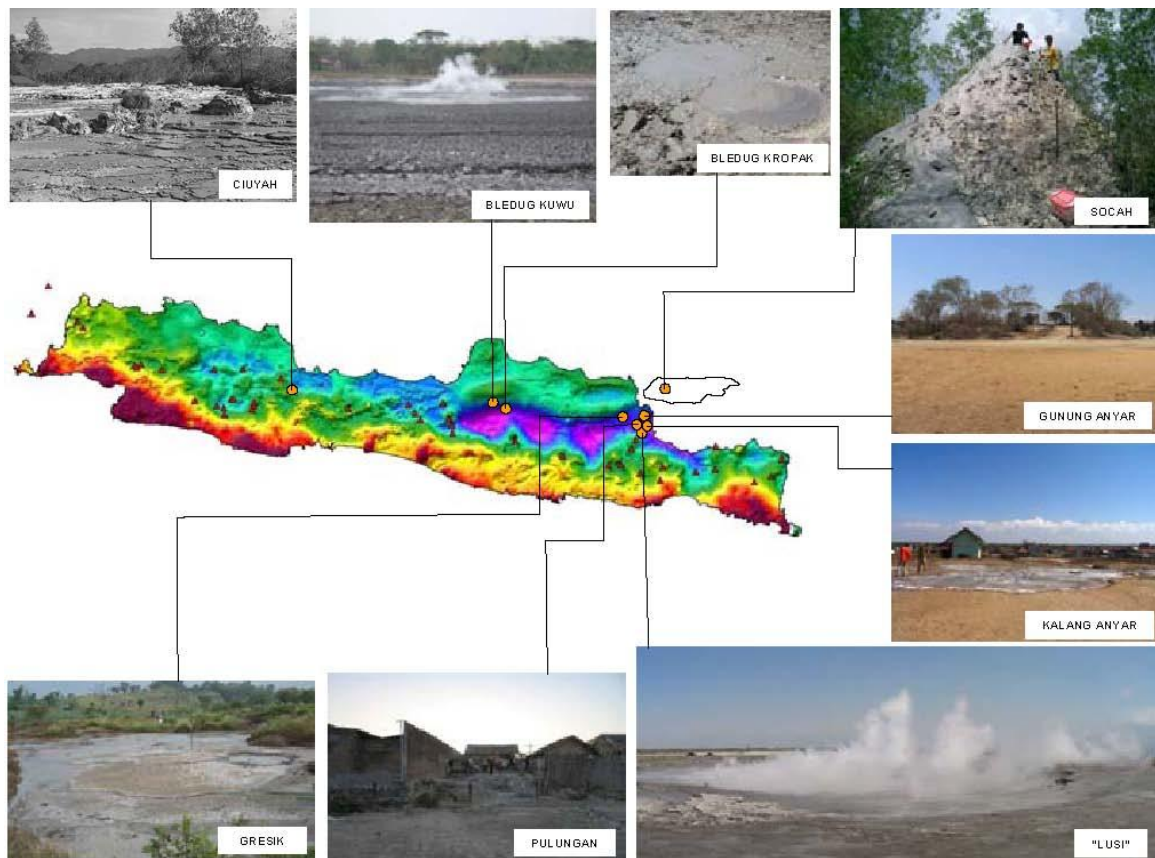 CIUYAH
BLEDUG KUWU
BLEDUG KROPAK
SOCAH
GUNUNG ANYAR
KALANG ANYAR
GRESIK
PULUNGAN
"LUSI"